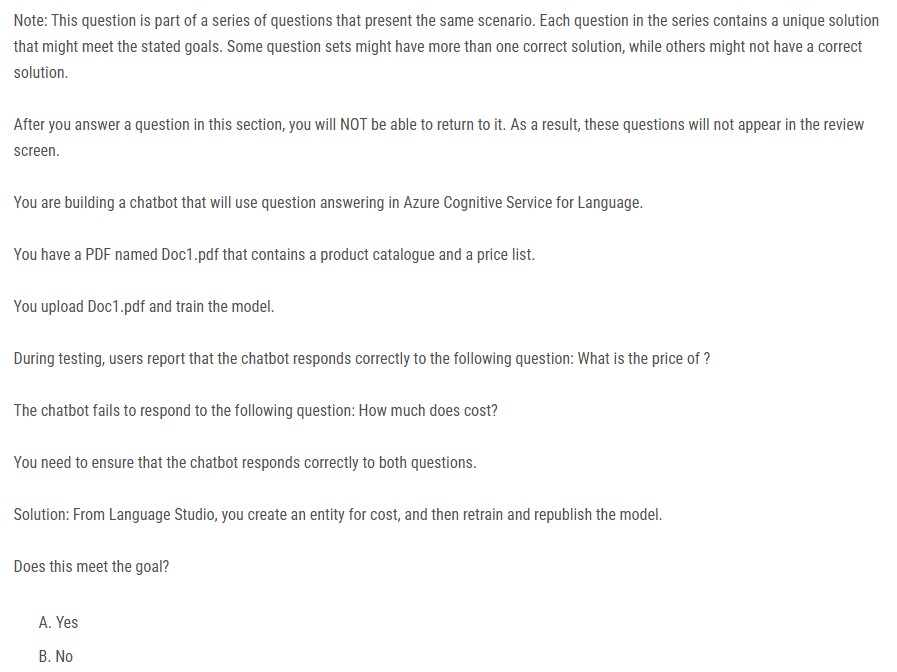 Note: This question is part of a series of questions that present the same scenario. Each question in the series contains a unique solution
that might meet the stated goals. Some question sets might have more than one correct solution, while others might not have a correct
solution.
After you answer a question in this section, you will NOT be able to return to it. As a result, these questions will not appear in the review
screen.
You are building a chatbot that will use question answering in Azure Cognitive Service for Language.
You have a PDF named Doc1.pdf that contains a product catalogue and a price list.
You upload Doc1.pdf and train the model.
During testing, users report that the chatbot responds correctly to the following question: What is the price of ?
The chatbot fails to respond to the following question: How much does cost?
You need to ensure that the chatbot responds correctly to both questions.
Solution: From Language Studio, you create an entity for cost, and then retrain and republish the model.
Does this meet the goal?
A. Yes
B. No